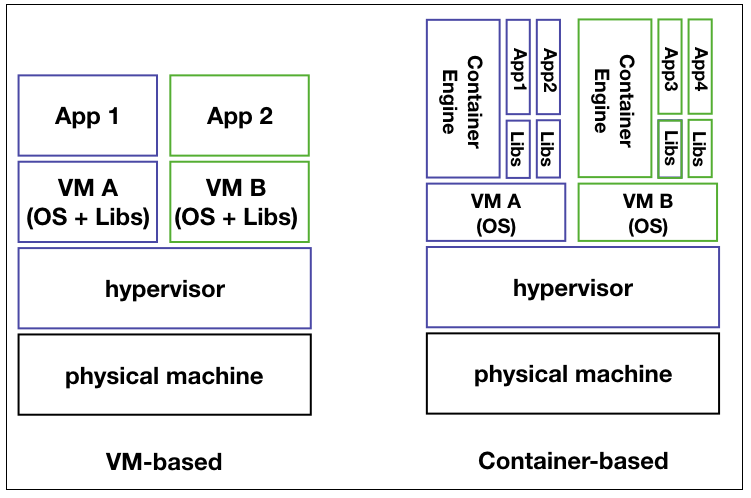 App 1
App 2
VM A
(OS + Libs)
VM B
(OS + Libs)
hypervisor
physical machine
VM-based
Container
Engine
App1
App2
Libs
Libs
Container
Engine
App3
App4
Libs
Libs
VM A
(OS)
VM B
(OS)
hypervisor
physical machine
Container-based